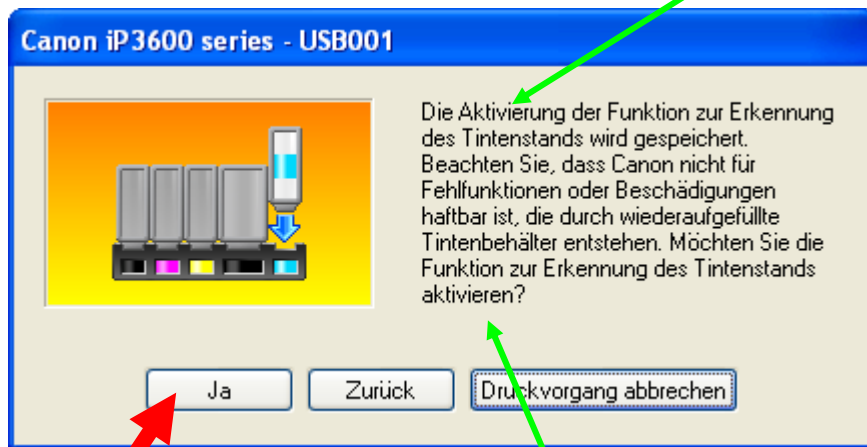 Canon iP3600 series - USB001
Die Aktivierung der Funktion zur Erkennung
des Tintenstands wird gespeichert.
Beachten Sie, dass Canon nicht für
Fehlfunktionen oder Beschädigungen
haftbar ist, die durch wiederaufgefüllte
Tintenbehälter entstehen. Möchten Sie die
Funktion zur Erkennung des Tintenstands
aktivieren?
Ja
Zurück
Druckvorgang abbrechen